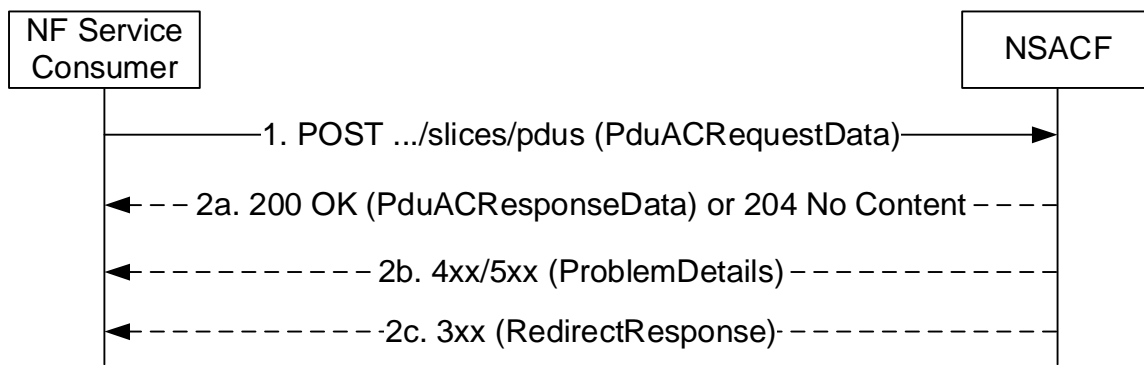 NF Service
Consumer
NSACF
1. POST .../slices/pdus (PduACRequestData)
2a. 200 OK (PduACResponseData) or 204 No Content
2b. 4xx/5xx (ProblemDetails)
2c. 3xx (RedirectResponse)